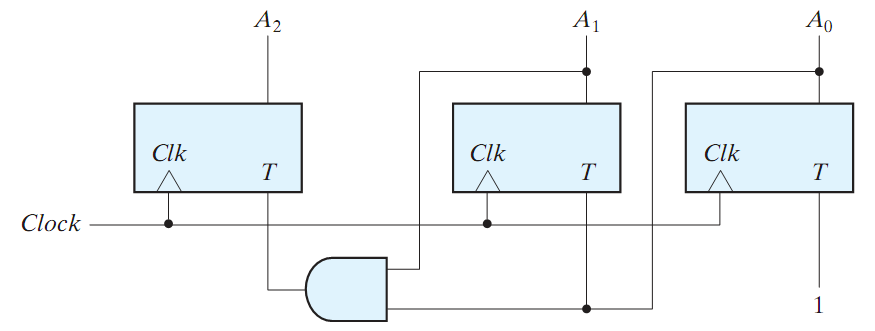 A2 A1 A0
Clk Clk Clk
T T T
Clock
1